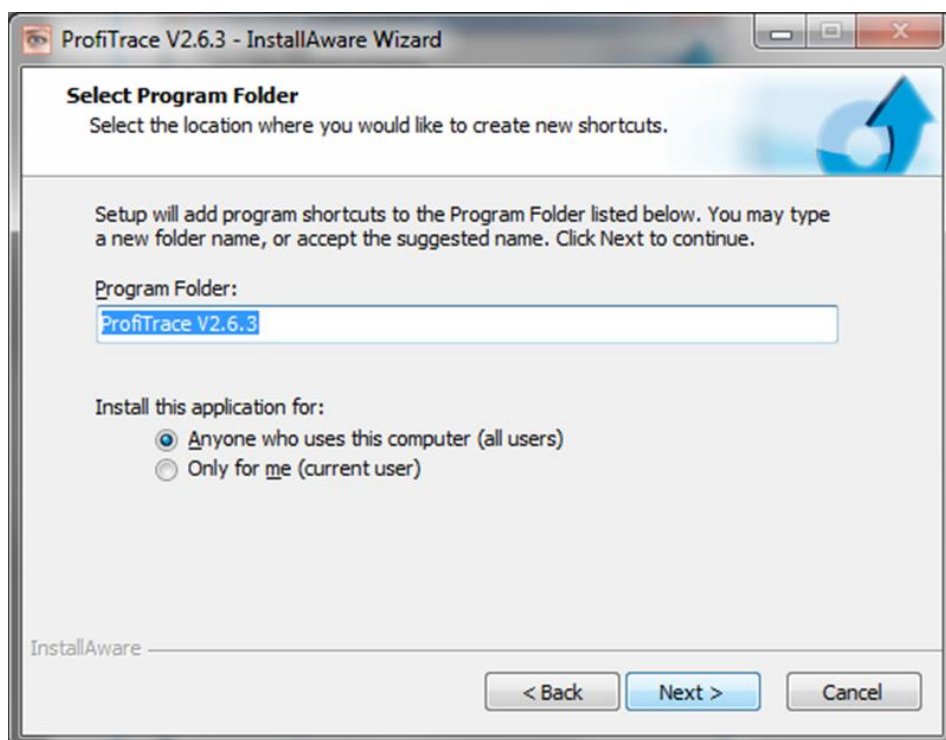 ProfiTrace V2.6.3 - InstallAware Wizard
Select Program Folder
Select the location where you would like to create new shortcuts.
Setup will add program shortcuts to the Program Folder listed below. You may type
a new folder name, or accept the suggested name. Click Next to continue.
Program Folder:
ProfiTrace V2.6.3
Install this application for:
Anyone who uses this computer (all users)
Only for me (current user)
InstallAware
< Back Next > Cancel